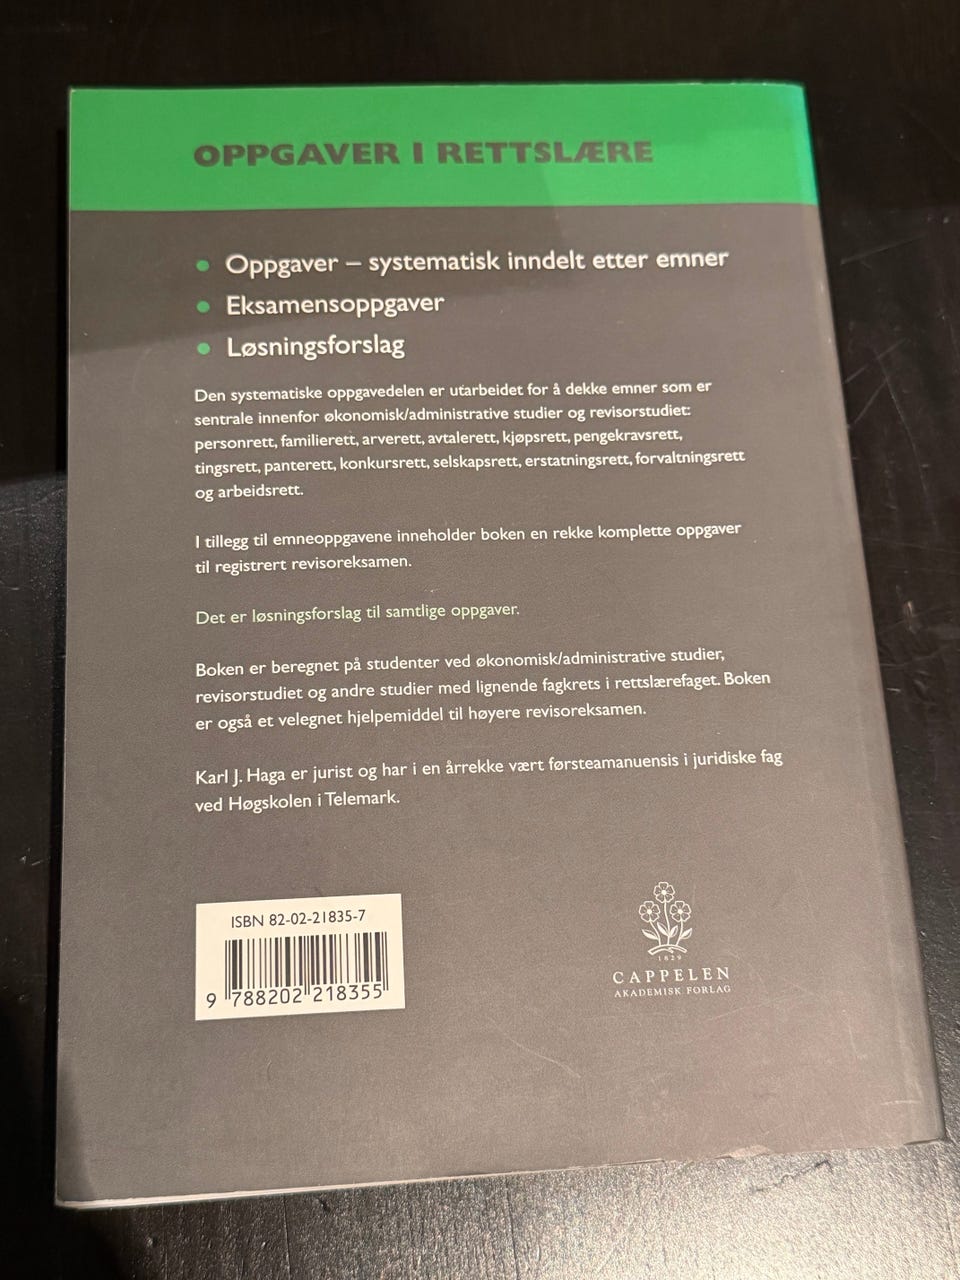 OPPGAVER I RETTSLÆRE
• Oppgaver – systematisk inndelt etter emner
• Eksamensoppgaver
• Løsningsforslag
Den systematiske oppgavedelen er utarbeidet for å dekke emner som er
sentrale innenfor økonomisk/administrative studier og revisorstudiet:
personrett, familierett, arverett, avtalerett, kjøpsrett, pengekravsrett,
tingsrett, panterett, konkursrett, selskapsrett, erstatningsrett, forvaltningsrett
og arbeidsrett.
I tillegg til emneoppgavene inneholder boken en rekke komplette oppgaver
til registrert revisoreksamen.
Det er løsningsforslag til samtlige oppgaver.
Boken er beregnet på studenter ved økonomisk/administrative studier,
revisorstudiet og andre studier med lignende fagkrets i rettslærefaget. Boken
er også et velegnet hjelpemiddel til høyere revisoreksamen.
Karl J. Haga er jurist og har i en årrekke vært førsteamanuensis i juridiske fag
ved Høgskolen i Telemark.
ISBN 82-02-21835-7
9 788202 218355
1829
CAPPELEN
AKADEMISK FORLAG